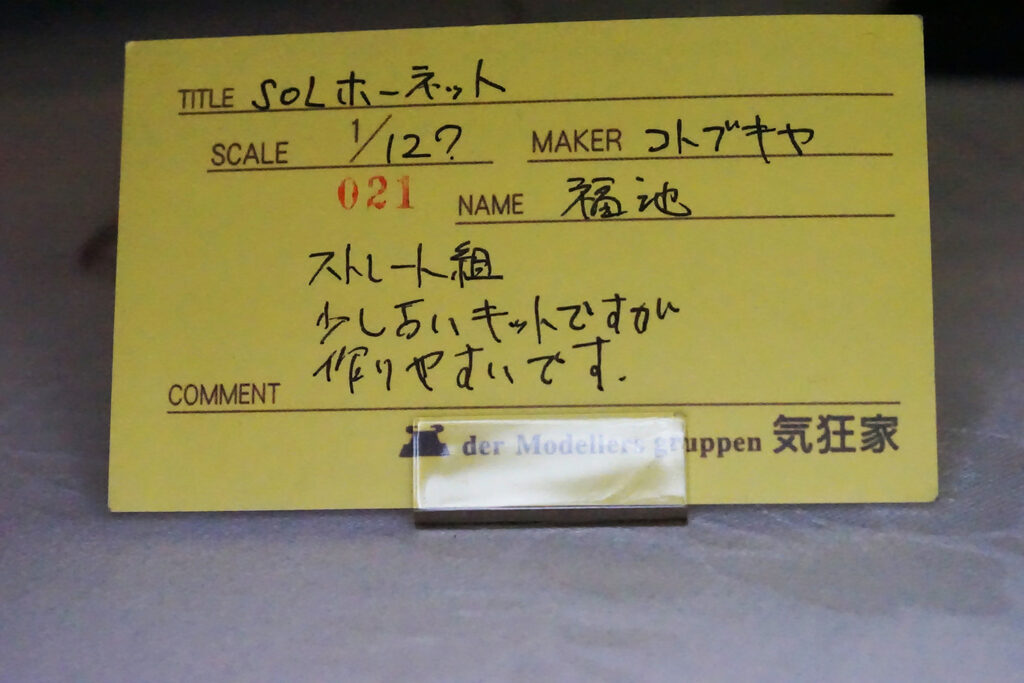 TITLE SOLホーネット
SCALE 1/12? MAKER コトブキヤ
021 NAME 福池
ストレート組
少し古いキットですが
作りやすいです.
COMMENT
der Modellers gruppen 気狂家